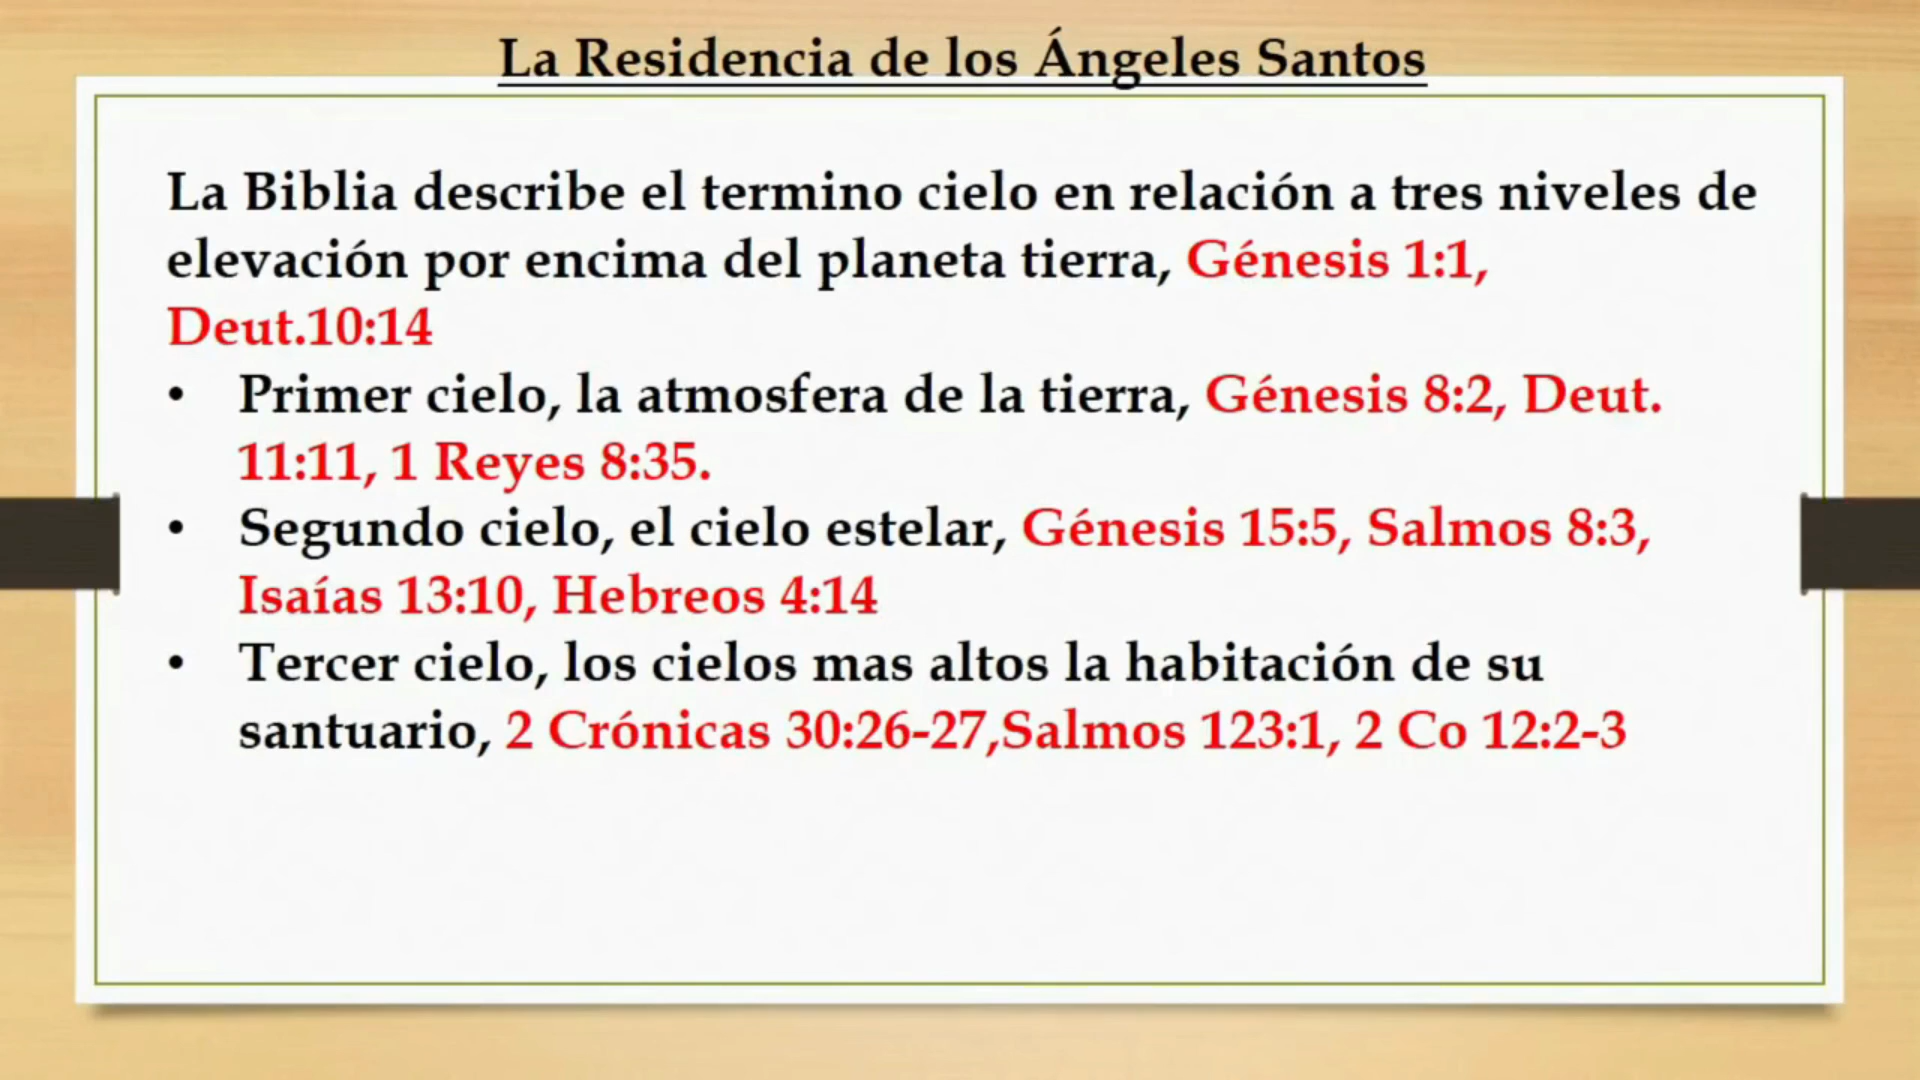 La Residencia de los Ángeles Santos
La Biblia describe el termino cielo en relación a tres niveles de
elevación por encima del planeta tierra, Génesis 1:1,
Deut.10:14
• Primer cielo, la atmosfera de la tierra, Génesis 8:2, Deut.
11:11, 1 Reyes 8:35.
• Segundo cielo, el cielo estelar, Génesis 15:5, Salmos 8:3,
Isaías 13:10, Hebreos 4:14
• Tercer cielo, los cielos mas altos la habitación de su
santuario, 2 Crónicas 30:26-27,Salmos 123:1, 2 Co 12:2-3